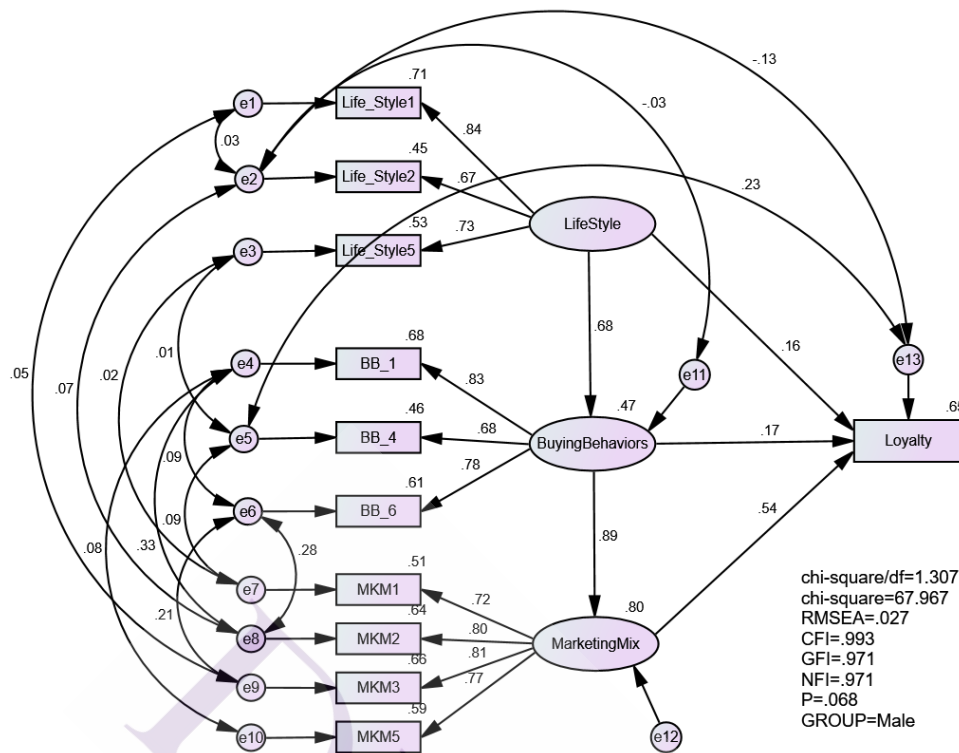 -.13
.71
-.03
e1
Life_Style1
.84
.03
.45
e2
Life_Style2
.67
.23
.53
LifeStyle
e3
Life_Style5
.73
.68
.16
.01
.68
e4
BB_1
e13
.05
.07
.02
.83
e11
.46
.47
.65
e5
BB_4
.68
BuyingBehaviors
.17
Loyalty
.09
.78
.61
e6
BB_6
.54
.09
.08
.33
.28
.89
.51
e7
MKM1
.72
chi-square/df=1.307
.21
.64
.80
chi-square=67.967
e8
MKM2
.80
MarketingMix
RMSEA=.027
.66
.81
CFI=.993
GFI=.971
e9
MKM3
.77
NFI=.971
.59
P=.068
e10
MKM5
e12
GROUP=Male